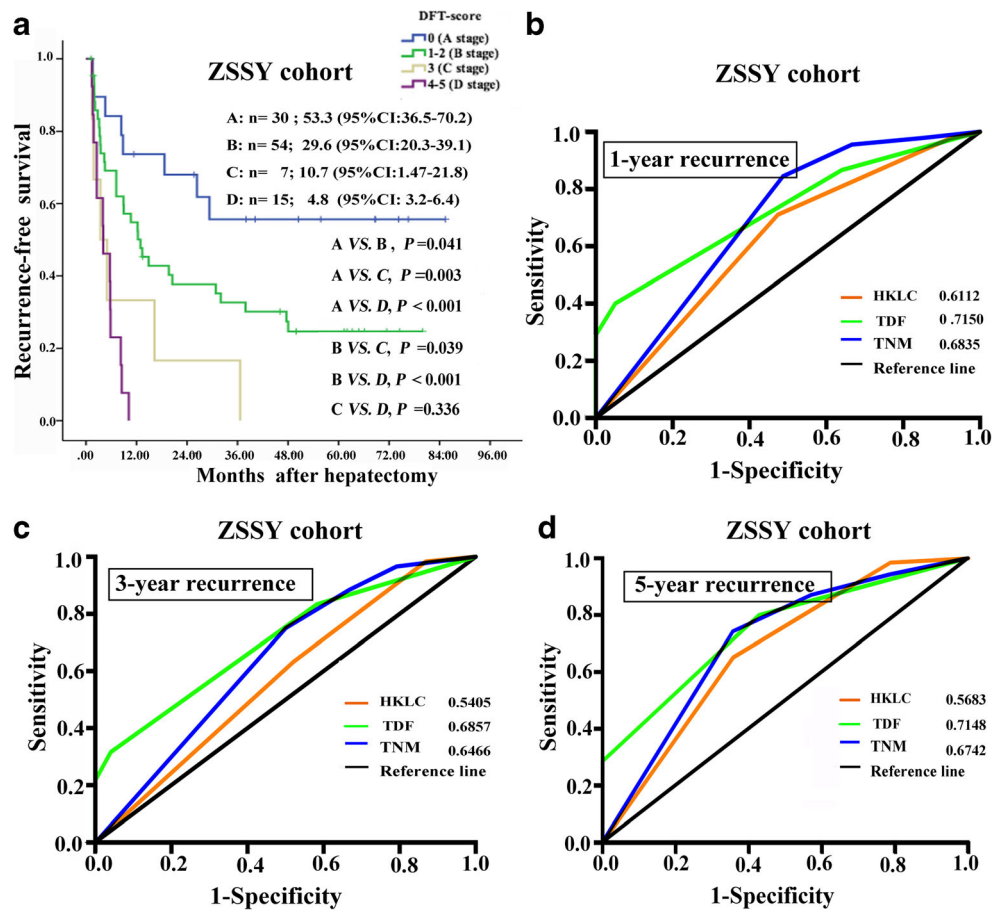 a
DFT-score
0 (A stage)
1-2 (B stage)
3 (C stage)
4-5 (D stage)
ZSSY cohort
A: n= 30 ; 53.3 (95%CI:36.5-70.2)
B: n= 54; 29.6 (95%CI:20.3-39.1)
C: n= 7; 10.7 (95%CI:1.47-21.8)
D: n= 15; 4.8 (95%CI: 3.2-6.4)
A VS. B, P =0.041
A VS. C, P =0.003
A VS. D, P < 0.001
B VS. C, P =0.039
B VS. D, P < 0.001
C VS. D, P =0.336
Recurrence-free survival
1.0
0.8
0.6
0.4
0.2
0.0
.00 12.00 24.00 36.00 48.00 60.00 72.00 84.00 96.00
Months after hepatectomy
b
ZSSY cohort
1-year recurrence
Sensitivity
1.0
0.8
0.6
0.4
0.2
0.0
HKLC 0.6112
TDF 0.7150
TNM 0.6835
Reference line
0.0 0.2 0.4 0.6 0.8 1.0
1-Specificity
c
ZSSY cohort
3-year recurrence
Sensitivity
1.0
0.8
0.6
0.4
0.2
0.0
HKLC 0.5405
TDF 0.6857
TNM 0.6466
Reference line
0.0 0.2 0.4 0.6 0.8 1.0
1-Specificity
d
ZSSY cohort
5-year recurrence
Sensitivity
1.0
0.8
0.6
0.4
0.2
0.0
HKLC 0.5683
TDF 0.7148
TNM 0.6742
Reference line
0.0 0.2 0.4 0.6 0.8 1.0
1-Specificity